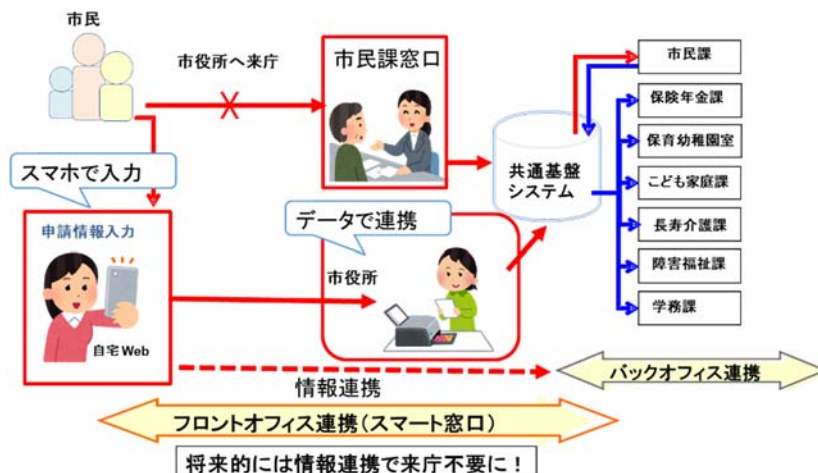 市民
市役所へ来庁
市民課窓口
スマホで入力
申請情報入力
自宅Web
データで連携
市役所
共通基盤
システム
市民課
保険年金課
保育幼稚園室
こども家庭課
長寿介護課
障害福祉課
学務課
情報連携
バックオフィス連携
フロントオフィス連携(スマート窓口)
将来的には情報連携で来庁不要に!